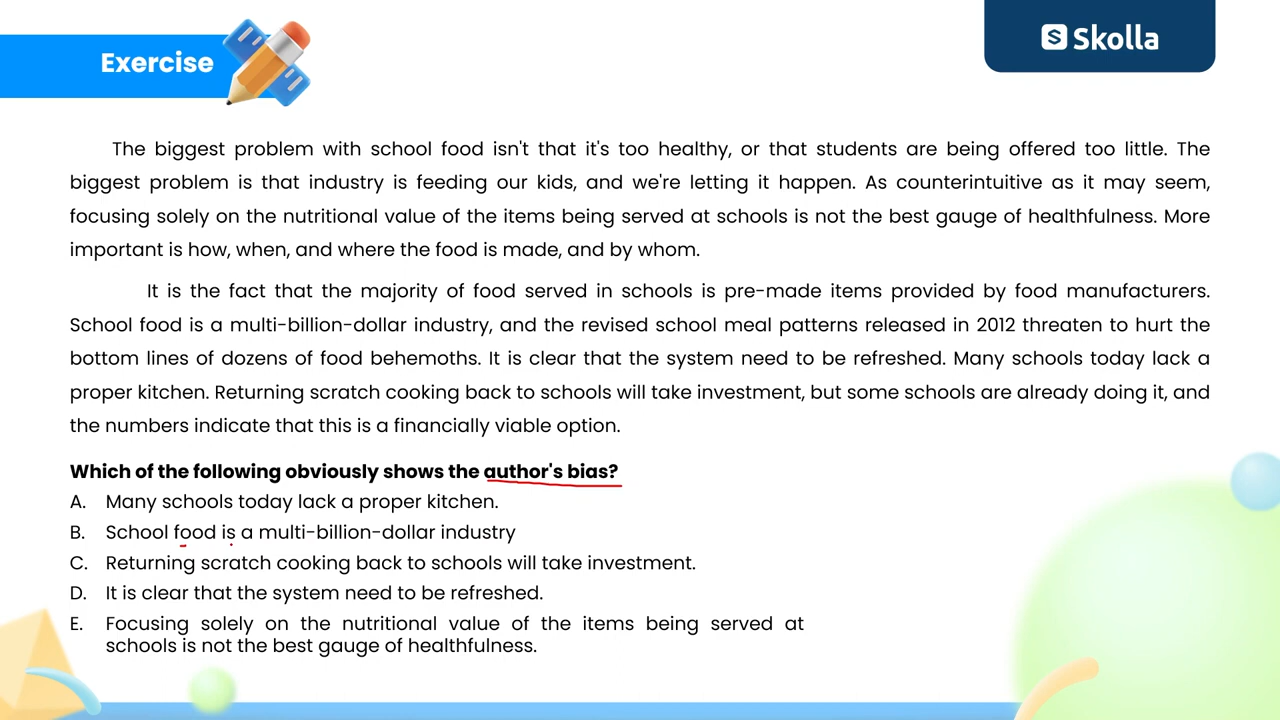 Exercise
Skolla
The biggest problem with school food isn't that it's too healthy, or that students are being offered too little. The
biggest problem is that industry is feeding our kids, and we're letting it happen. As counterintuitive as it may seem,
focusing solely on the nutritional value of the items being served at schools is not the best gauge of healthfulness. More
important is how, when, and where the food is made, and by whom.
It is the fact that the majority of food served in schools is pre-made items provided by food manufacturers.
School food is a multi-billion-dollar industry, and the revised school meal patterns released in 2012 threaten to hurt the
bottom lines of dozens of food behemoths. It is clear that the system need to be refreshed. Many schools today lack a
proper kitchen. Returning scratch cooking back to schools will take investment, but some schools are already doing it, and
the numbers indicate that this is a financially viable option.
Which of the following obviously shows the author's bias?
A. Many schools today lack a proper kitchen.
B. School food is a multi-billion-dollar industry
C. Returning scratch cooking back to schools will take investment.
D. It is clear that the system need to be refreshed.
E. Focusing solely on the nutritional value of the items being served at
schools is not the best gauge of healthfulness.